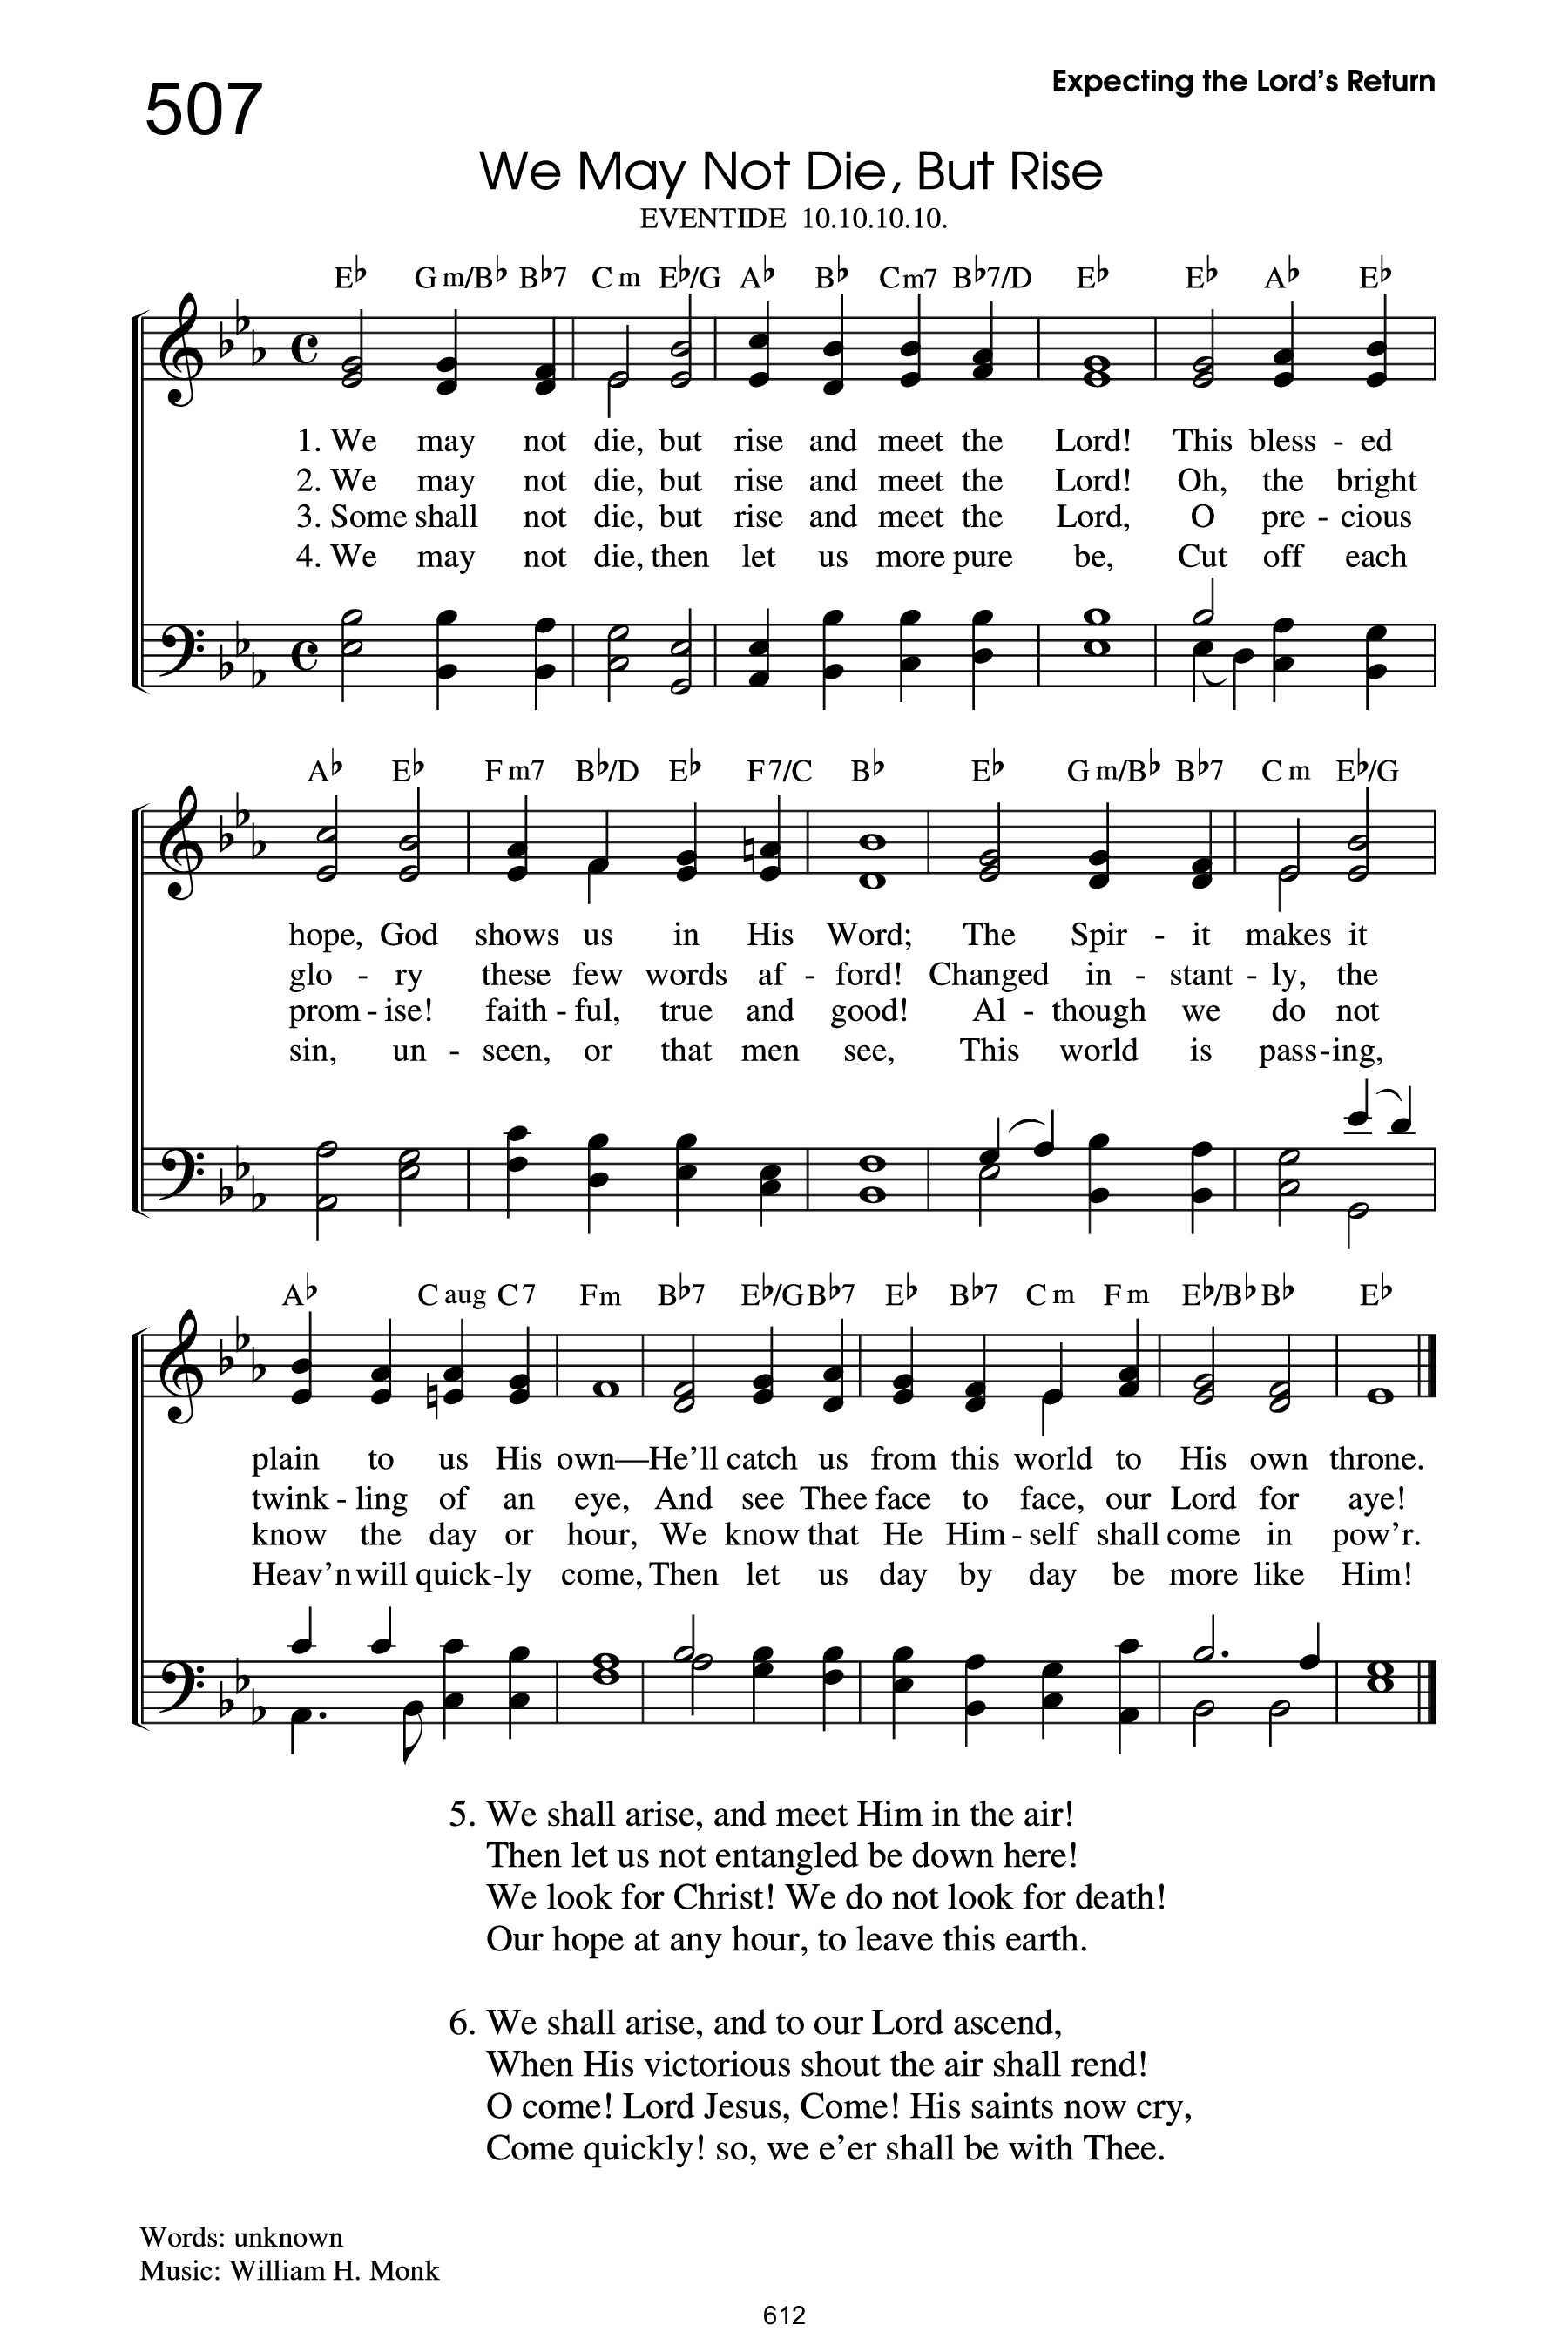 507
Expecting the Lord's Return
We May Not Die, But Rise
EVENTIDE 10.10.10.10.
E♭ Gm/B♭ B♭7 Cm E♭/G A♭ B♭ Cm7 B♭7/D E♭ E♭ A♭ E♭
1. We may not die, but rise and meet the Lord! This bless - ed
2. We may not die, but rise and meet the Lord! Oh, the bright
3. Some shall not die, but rise and meet the Lord, O pre - cious
4. We may not die, then let us more pure be, Cut off each
A♭ E♭ Fm7 B♭/D E♭ F7/C B♭ E♭ Gm/B♭ B♭7 Cm E♭/G
hope, God shows us in His Word; The Spir - it makes it
glo - ry these few words af - ford! Changed in - stant - ly, the
prom - ise! faith - ful, true and good! Al - though we do not
sin, un - seen, or that men see, This world is pass-ing,
A♭ Caug C7 Fm B♭7 E♭/G B♭7 E♭ B♭7 Cm Fm E♭/B♭ B♭ E♭
plain to us His own—He'll catch us from this world to His own throne.
twink - ling of an eye, And see Thee face to face, our Lord for aye!
know the day or hour, We know that He Him - self shall come in pow'r.
Heav'n will quick-ly come, Then let us day by day be more like Him!
5. We shall arise, and meet Him in the air!
Then let us not entangled be down here!
We look for Christ! We do not look for death!
Our hope at any hour, to leave this earth.
6. We shall arise, and to our Lord ascend,
When His victorious shout the air shall rend!
O come! Lord Jesus, Come! His saints now cry,
Come quickly! so, we e'er shall be with Thee.
Words: unknown
Music: William H. Monk
612